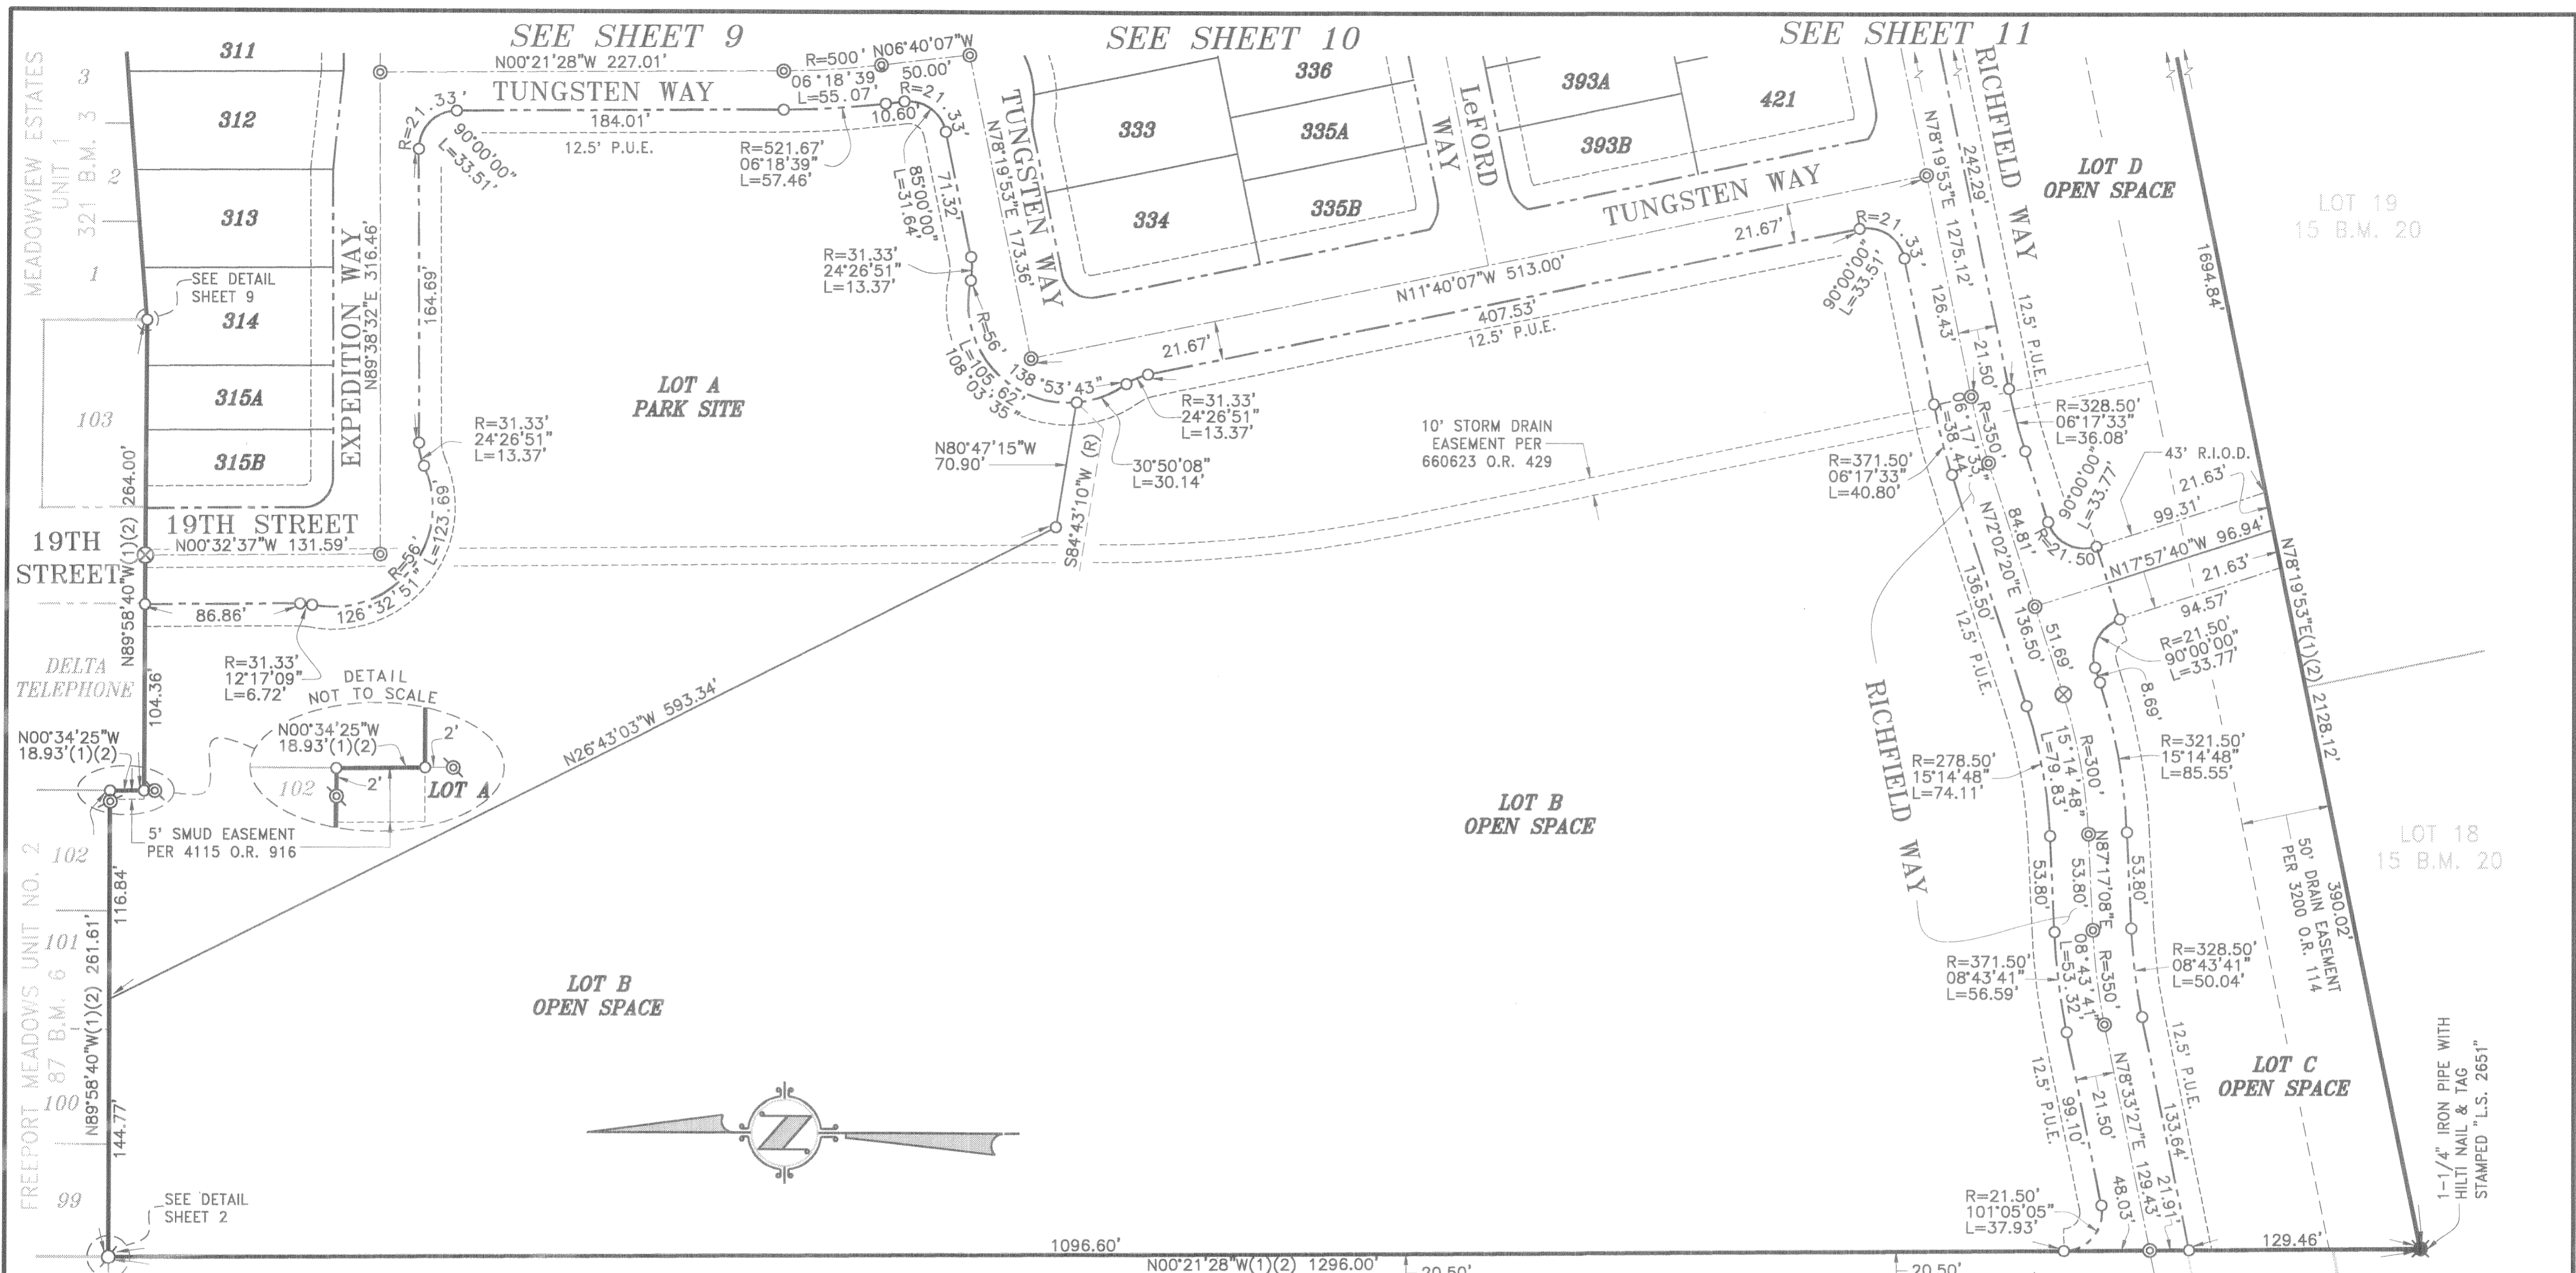 SEE SHEET 9
SEE SHEET 10
SEE SHEET 11
MEADOWVIEW ESTATES
UNIT 1
321 B.M. 3
3
2
1
311
312
313
314
315A
315B
SEE DETAIL
SHEET 9
103
EXPEDITION WAY
N89°38'32"E 316.46'
N00°21'28"W 227.01'
R=500'
06°18'39"
L=55.07'
N06°40'07"W
50.00'
TUNGSTEN WAY
184.01'
12.5' P.U.E.
R=21.33'
90°00'00"
L=33.51'
10.60'
R=521.67'
06°18'39"
L=57.46'
R=21.33'
85°00'00"
L=31.64'
71.32'
164.69'
R=31.33'
24°26'51"
L=13.37'
TUNGSTEN WAY
N78°19'53"E 173.36'
333
334
336
335A
335B
LeFORD
WAY
393A
393B
421
TUNGSTEN WAY
21.67'
N11°40'07"W 513.00'
407.53'
12.5' P.U.E.
21.67'
R=21.33'
90°00'00"
L=33.51'
R=56'
L=105.62'
108°03'35"
138°53'43"
R=31.33'
24°26'51"
L=13.37'
30°50'08"
L=30.14'
N80°47'15"W
70.90'
S84°43'10"W (R)
LOT A
PARK SITE
R=31.33'
24°26'51"
L=13.37'
R=56'
L=123.69'
126°32'51"
10' STORM DRAIN
EASEMENT PER
660623 O.R. 429
RICHFIELD WAY
N78°19'53"E 1275.12'
242.29'
126.43'
21.50'
12.5' P.U.E.
LOT D
OPEN SPACE
LOT 19
15 B.M. 20
1694.84'
R=350'
06°17'33"
L=38.44'
R=328.50'
06°17'33"
L=36.08'
43' R.I.O.D.
90°00'00"
L=33.77'
R=21.50'
21.63'
99.31'
N17°57'40"W 96.94'
21.63'
94.57'
R=21.50'
90°00'00"
L=33.77'
8.69'
R=371.50'
06°17'33"
L=40.80'
N72°02'20"E 136.50'
84.81'
51.69'
136.50'
12.5' P.U.E.
N78°19'53"E(1)(2) 2128.12'
19TH
STREET
19TH STREET
N00°32'37"W 131.59'
N89°58'40"W(1)(2) 264.00'
86.86'
R=31.33'
12°17'09"
L=6.72'
DELTA
TELEPHONE
104.36'
N00°34'25"W
18.93'(1)(2)
DETAIL
NOT TO SCALE
N00°34'25"W
18.93'(1)(2)
2'
2'
102
LOT A
5' SMUD EASEMENT
PER 4115 O.R. 916
N26°43'03"W 593.34'
FREEPORT MEADOWS UNIT NO. 2
87 B.M. 6
102
101
100
99
116.84'
N89°58'40"W(1)(2) 261.61'
144.77'
SEE DETAIL
SHEET 2
LOT B
OPEN SPACE
LOT B
OPEN SPACE
RICHFIELD WAY
R=278.50'
15°14'48"
L=74.11'
R=300'
15°14'48"
L=79.83'
R=321.50'
15°14'48"
L=85.55'
53.80'
N87°17'08"E
53.80'
53.80'
R=371.50'
08°43'41"
L=56.59'
R=350'
08°43'41"
L=53.32'
R=328.50'
08°43'41"
L=50.04'
12.5' P.U.E.
12.5' P.U.E.
N78°33'27"E 129.43'
21.50'
99.10'
133.64'
48.03'
21.91'
R=21.50'
101°05'05"
L=37.93'
LOT 18
15 B.M. 20
50' DRAIN EASEMENT
PER 3200 O.R. 114
390.02'
LOT C
OPEN SPACE
1-1/4" IRON PIPE WITH
HILTI NAIL & TAG
STAMPED "L.S. 2651"
1096.60'
129.46'
N00°21'28"W(1)(2) 1296.00'
20.50'
20.50'